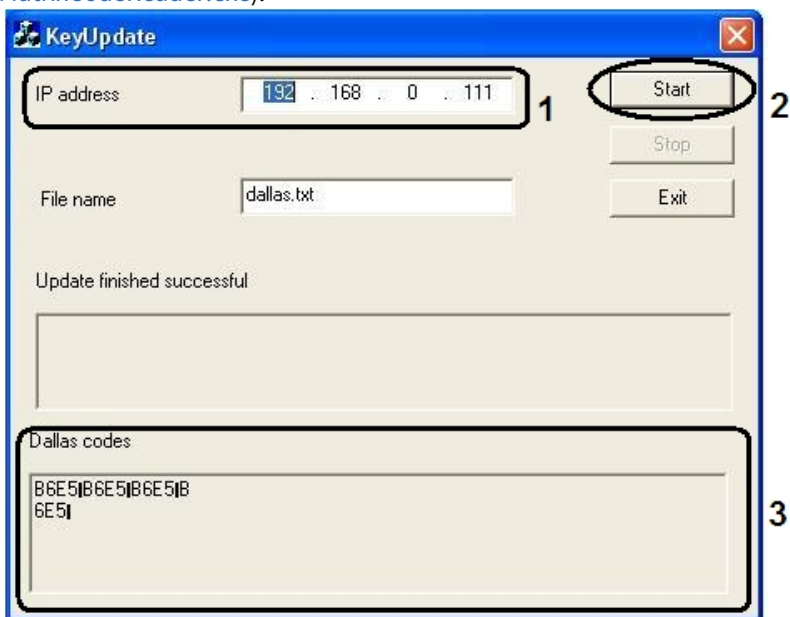 KeyUpdate
IP address 192 . 168 . 0 . 111 1
Start 2
Stop
File name dallas.txt
Exit
Update finished successful
Dallas codes
B6E5|B6E5|B6E5|B
6E5|
3